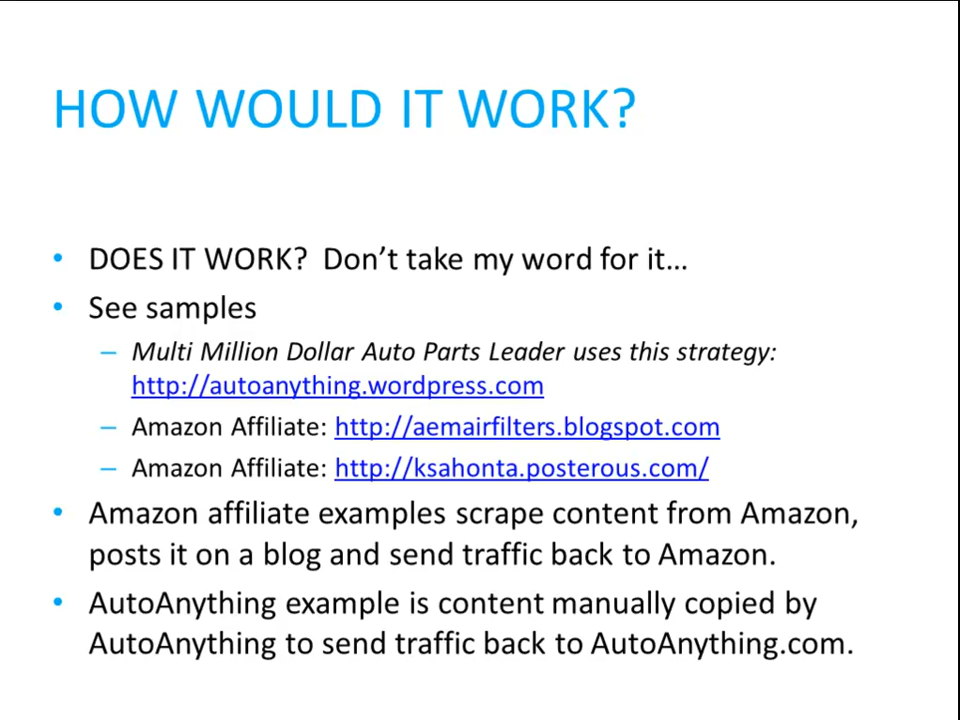 HOW WOULD IT WORK?
• DOES IT WORK?  Don’t take my word for it…
• See samples
– Multi Million Dollar Auto Parts Leader uses this strategy:
http://autoanything.wordpress.com
– Amazon Affiliate: http://aemairfilters.blogspot.com
– Amazon Affiliate: http://ksahonta.posterous.com/
• Amazon affiliate examples scrape content from Amazon,
posts it on a blog and send traffic back to Amazon.
• AutoAnything example is content manually copied by
AutoAnything to send traffic back to AutoAnything.com.